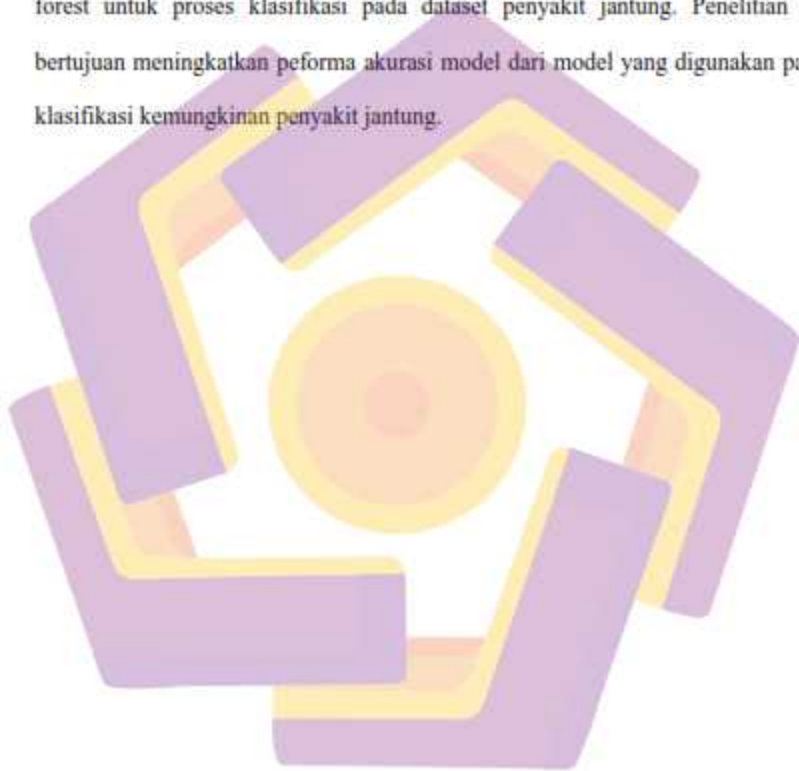 forest untuk proses klasifikasi pada dataset penyakit jantung. Penelitian
bertujuan meningkatkan peforma akurasi model dari model yang digunakan
klasifikasi kemungkinan penyakit jantung.